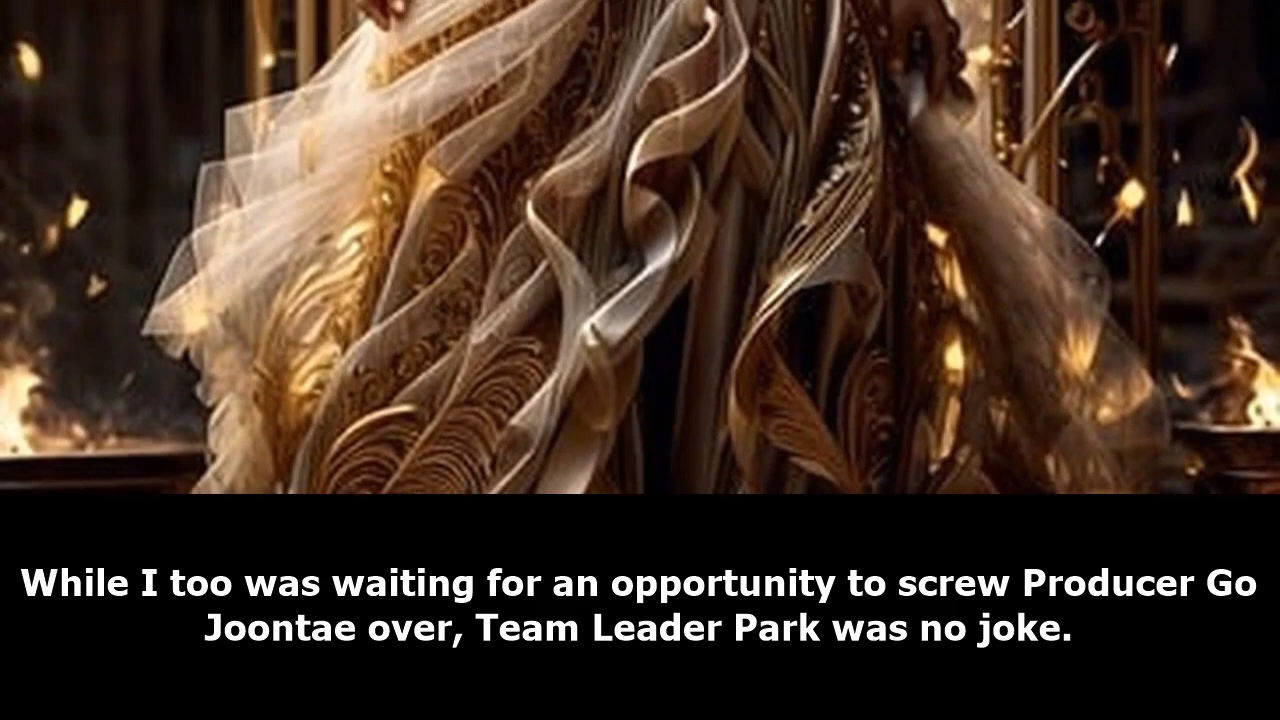 While I too was waiting for an opportunity to screw Producer Go
Joontae over, Team Leader Park was no joke.